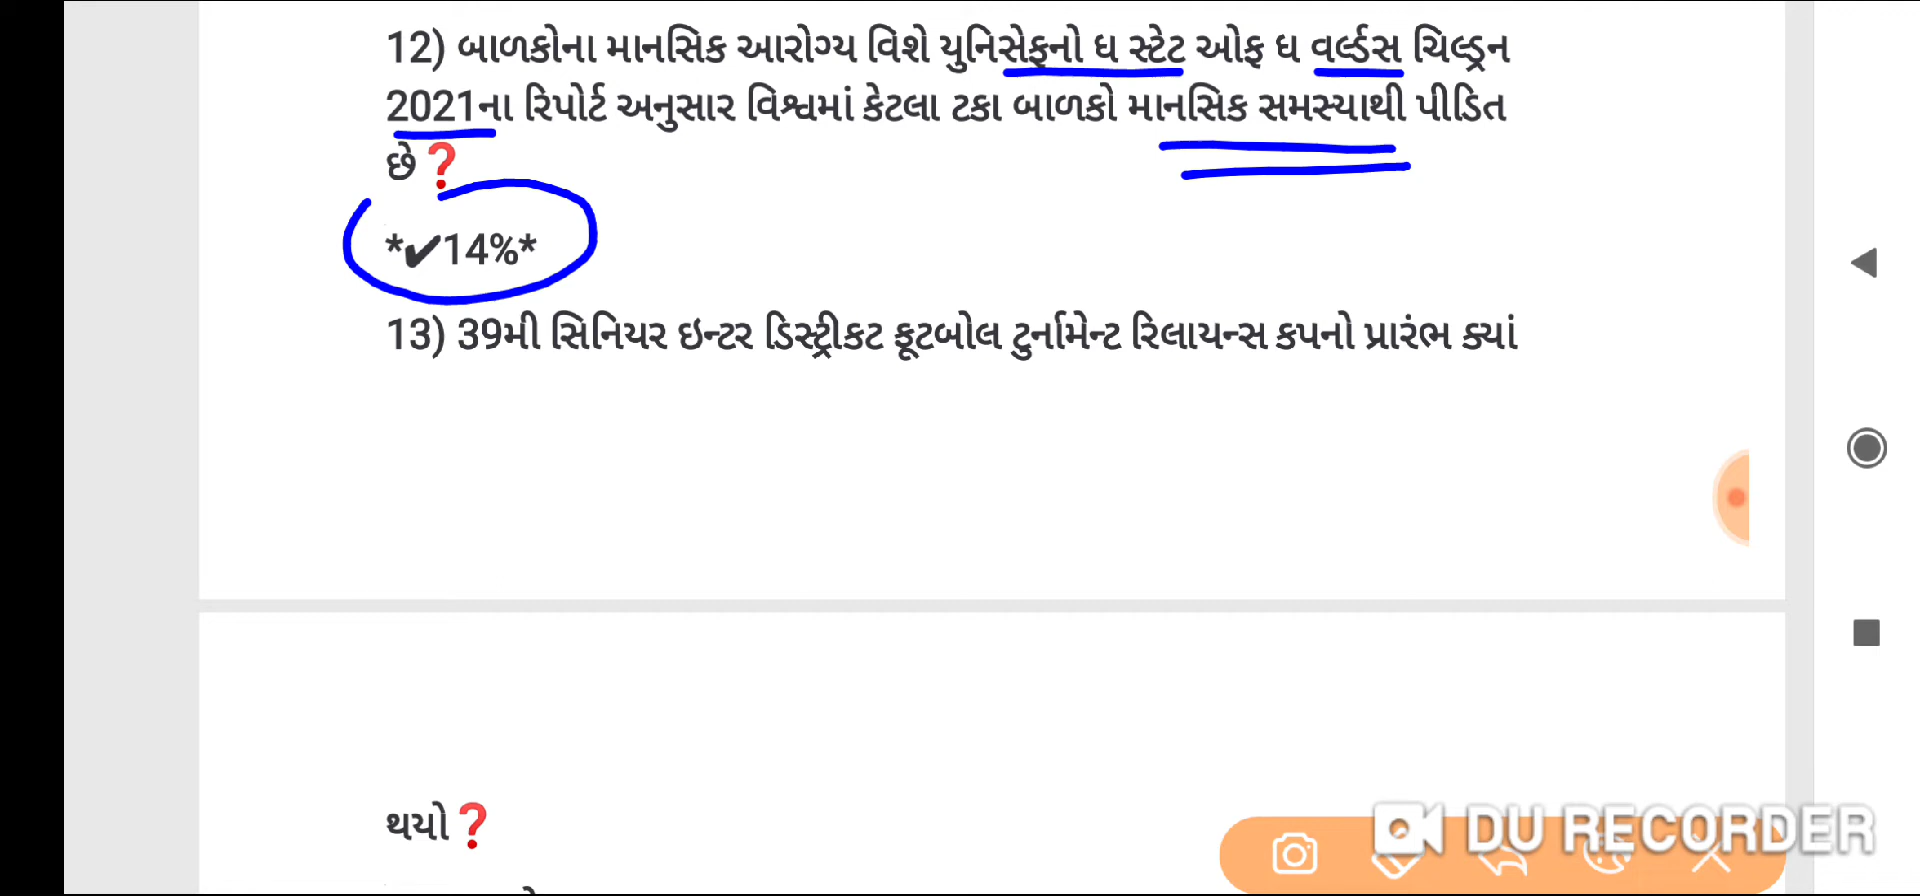 12) બાળકોના માનસિક આરોગ્ય વિશે યુનિસેફનો ધ સ્ટેટ ઓફ ધ વર્લ્ડસ ચિલ્ડ્રન
2021ના રિપોર્ટ અનુસાર વિશ્વમાં કેટલા ટકા બાળકો માનસિક સમસ્યાથી પીડિત
છે❓
*✔14%*
13) 39મી સિનિયર ઇન્ટર ડિસ્ટ્રીકટ ફૂટબોલ ટુર્નામેન્ટ રિલાયન્સ કપનો પ્રારંભ ક્યાં
થયો❓
DU RECORDER